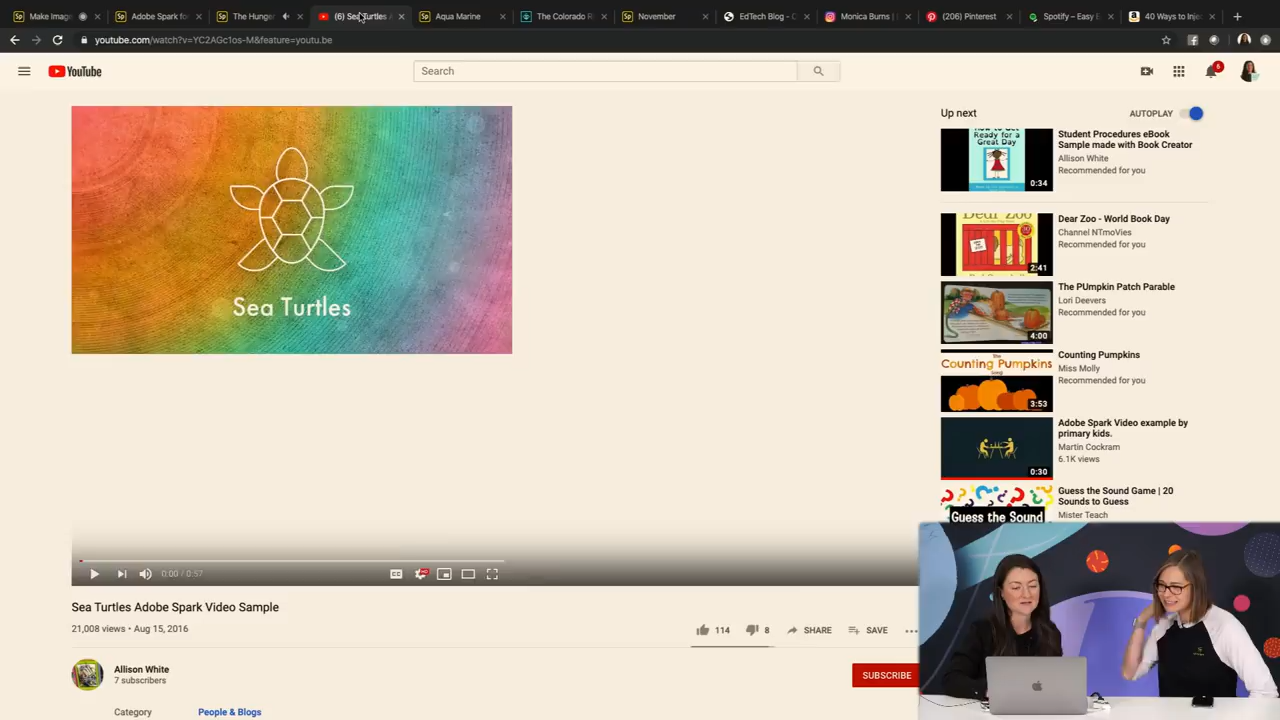 Make Imag
Adobe Spark fo
The Hunger
(6) Sea Turtles
Aqua Marine
The Colorado R
November
EdTech Blog - C
Monica Burns |
(206) Pinterest
Spotify – Easy
40 Ways to Inje
youtube.com/watch?v=YC2AGc1os-M&feature=youtu.be
YouTube
Search
6
Sea Turtles
0:00 / 0:57
CC
HD
Sea Turtles Adobe Spark Video Sample
21,008 views • Aug 15, 2016
114
8
SHARE
SAVE
Allison White
7 subscribers
SUBSCRIBE
Category
People & Blogs
Up next
AUTOPLAY
Ready for a
Great Day
0:34
Student Procedures eBook
Sample made with Book Creator
Allison White
Recommended for you
Dear Zoo
2:41
Dear Zoo - World Book Day
Channel NTmoVies
Recommended for you
4:00
The PUmpkin Patch Parable
Lori Deevers
Recommended for you
The
Counting Pumpkins
song
3:53
Counting Pumpkins
Miss Molly
Recommended for you
0:30
Adobe Spark Video example by
primary kids.
Martin Cockram
6.1K views
Guess the Sound
Guess the Sound Game | 20
Sounds to Guess
Mister Teach